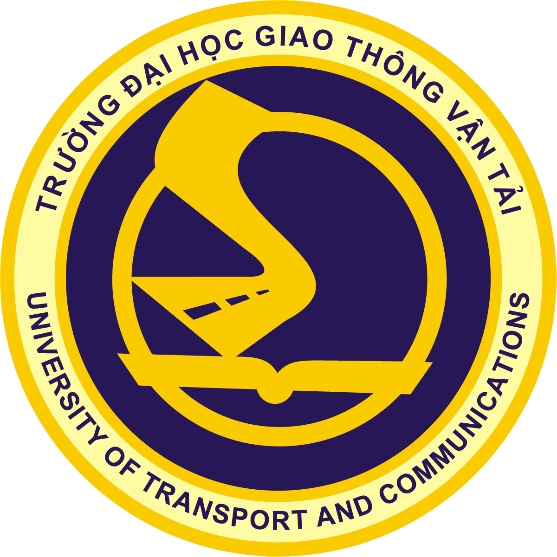 TRƯỜNG ĐẠI HỌC GIAO THÔNG VẬN TẢI
UNIVERSITY OF TRANSPORT AND COMMUNICATIONS